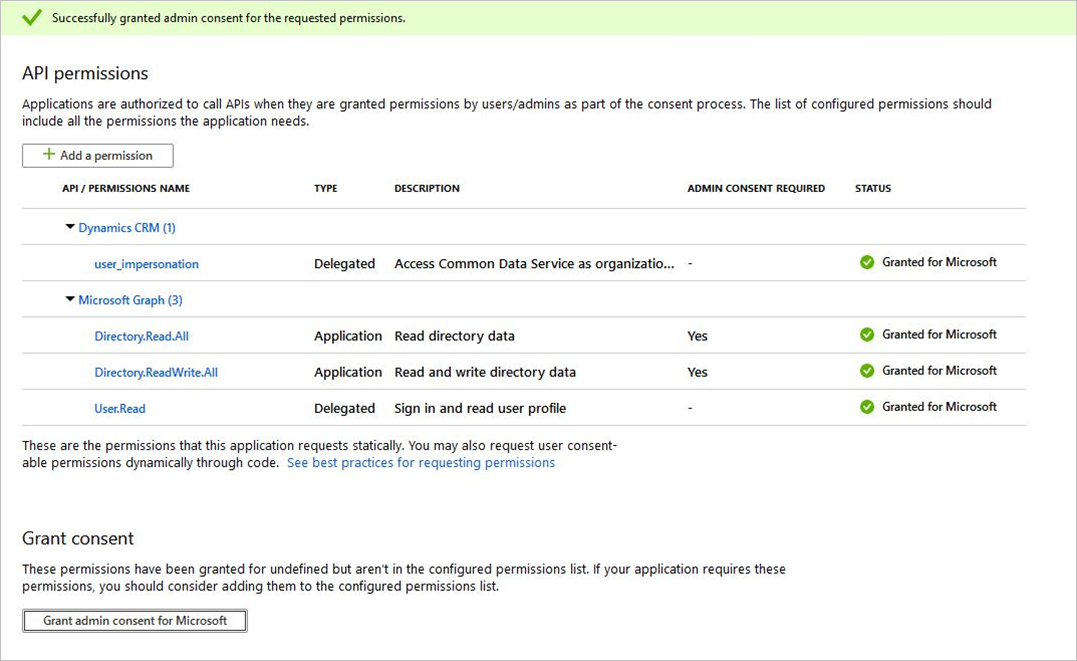 Successfully granted admin consent for the requested permissions.
API permissions
Applications are authorized to call APIs when they are granted permissions by users/admins as part of the consent process. The list of configured permissions should
include all the permissions the application needs.
+ Add a permission
API / PERMISSIONS NAME TYPE DESCRIPTION ADMIN CONSENT REQUIRED STATUS
Dynamics CRM (1)
user_impersonation Delegated Access Common Data Service as organizatio... - Granted for Microsoft
Microsoft Graph (3)
Directory.Read.All Application Read directory data Yes Granted for Microsoft
Directory.ReadWrite.All Application Read and write directory data Yes Granted for Microsoft
User.Read Delegated Sign in and read user profile - Granted for Microsoft
These are the permissions that this application requests statically. You may also request user consent-
able permissions dynamically through code. See best practices for requesting permissions
Grant consent
These permissions have been granted for undefined but aren't in the configured permissions list. If your application requires these
permissions, you should consider adding them to the configured permissions list.
Grant admin consent for Microsoft